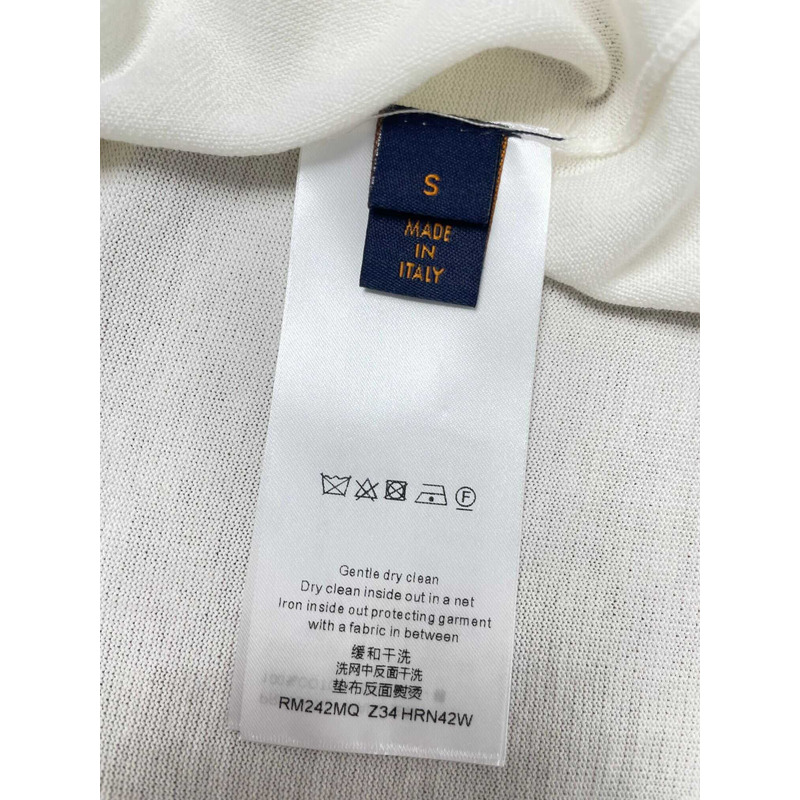 S
MADE
IN
ITALY
F
Gentle dry clean
Dry clean inside out in a net
Iron inside out protecting garment
with a fabric in between
缓和干洗
洗网中反面干洗
垫布反面熨烫
RM242MQ Z34 HRN42W